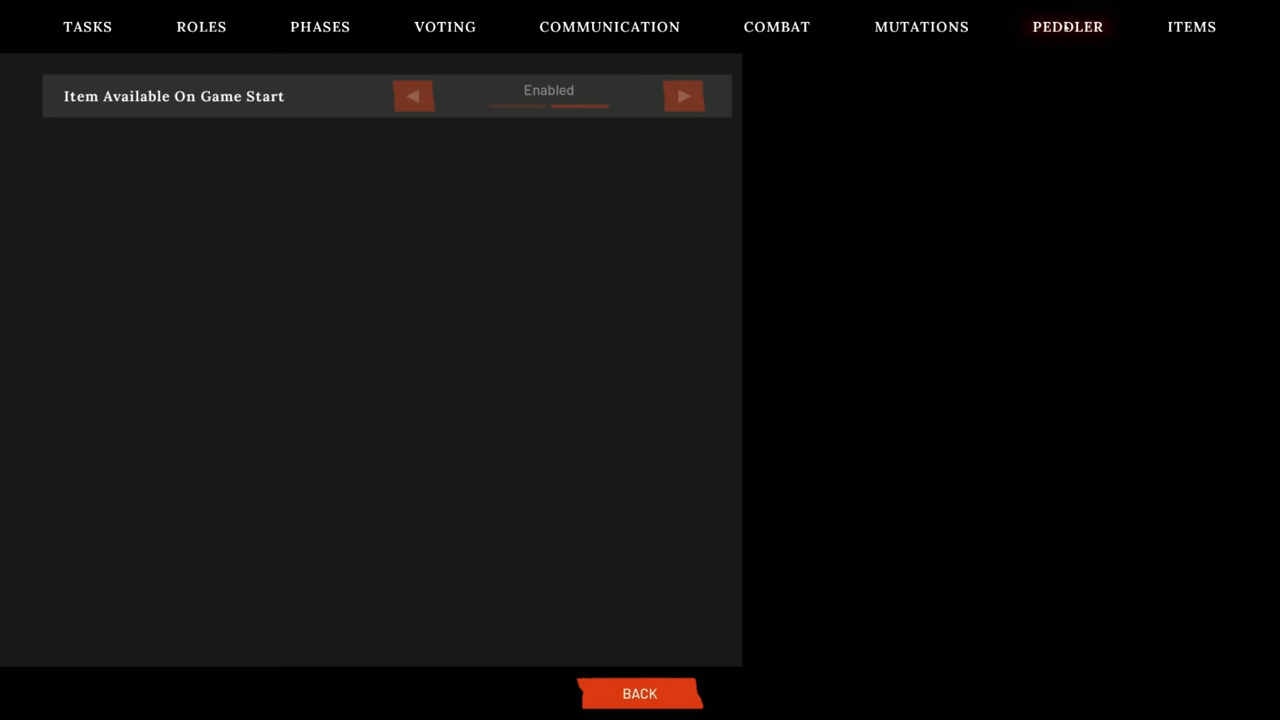 TASKS ROLES PHASES VOTING COMMUNICATION COMBAT MUTATIONS PEDDLER ITEMS
Item Available On Game Start Enabled
BACK